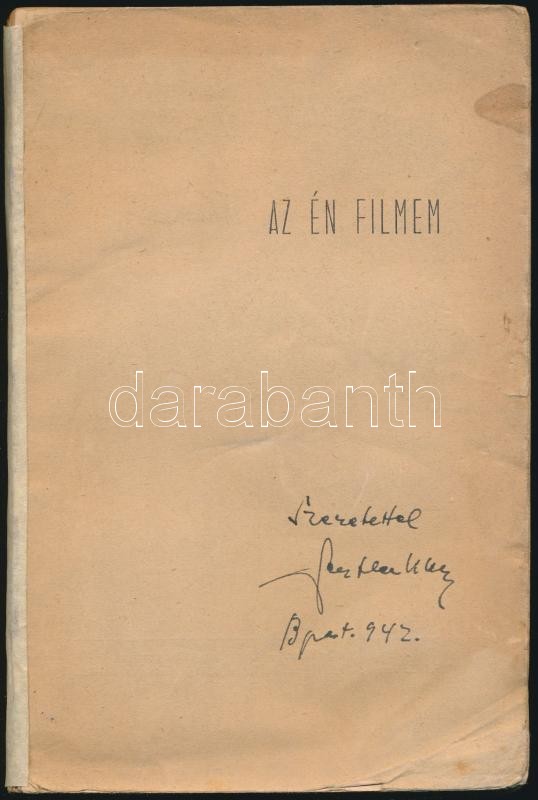 AZ ÉN FILMEM
darabanth
Szeretettel
Bpest. 942.